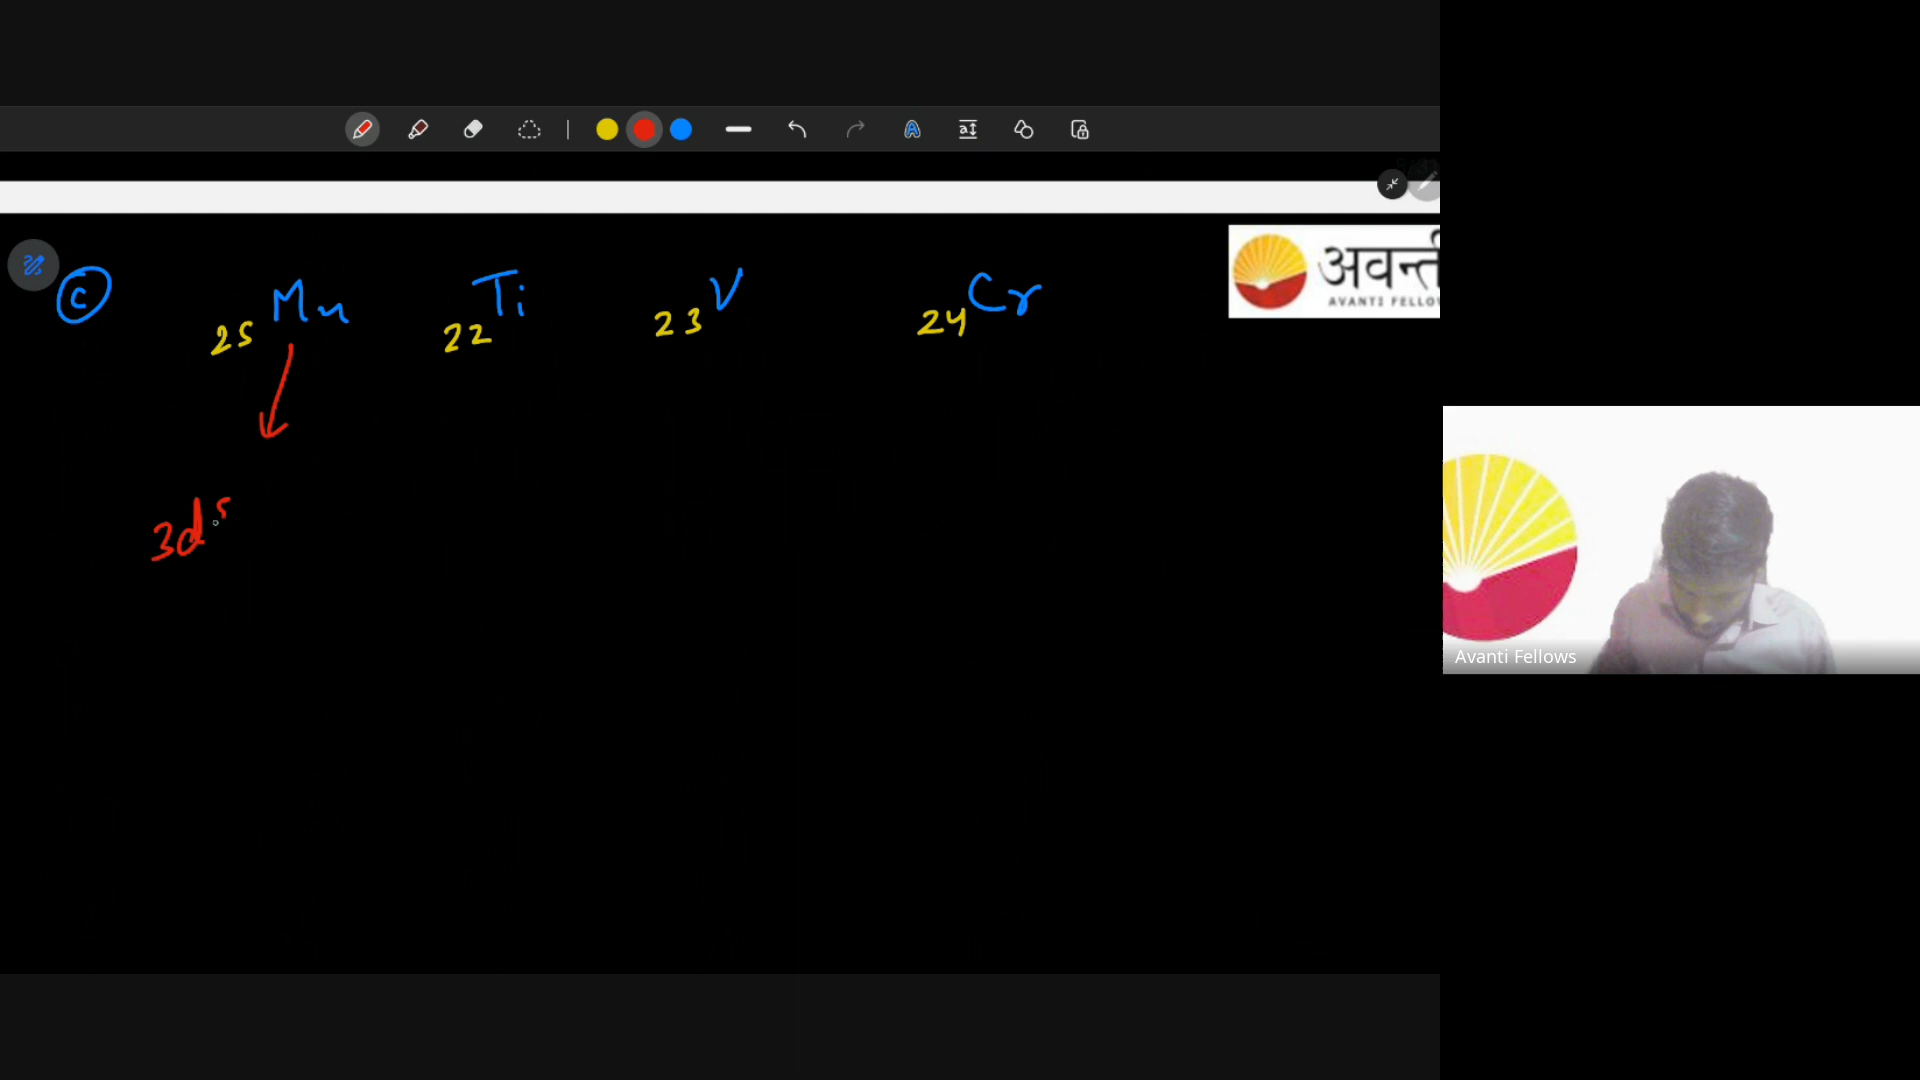 अवन्ती
AVANTI FELLO
c 25 Mn 22 Ti 23 V 24 Cr
3d5
Avanti Fellows